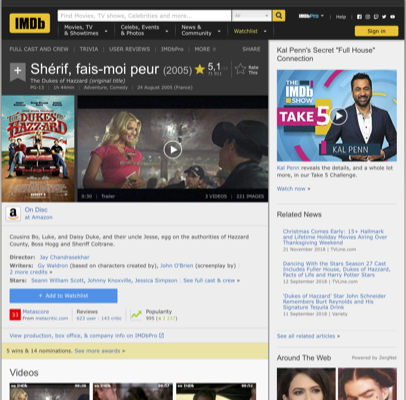 IMDb
Find Movies, TV shows, Celebrities and more...
All
IMDbPro
Help
Movies, TV & Showtimes
Celebs, Events & Photos
News & Community
Watchlist
Sign in
FULL CAST AND CREW | TRIVIA | USER REVIEWS | IMDbPro | MORE
SHARE
Shérif, fais-moi peur (2005)
The Dukes of Hazzard (original title)
PG-13 | 1h 44min | Adventure, Comedy | 24 August 2005 (France)
5,1
Rate This
THE DUKES OF HAZZARD
0:30 | Trailer
3 VIDEOS | 221 IMAGES
On Disc
at Amazon
Cousins Bo, Luke, and Daisy Duke, and their uncle Jesse, egg on the authorities of Hazzard
County, Boss Hogg and Sheriff Coltrane.
Director: Jay Chandrasekhar
Writers: Gy Waldron (based on characters created by), John O'Brien (screenplay by) |
2 more credits »
Stars: Seann William Scott, Johnny Knoxville, Jessica Simpson | See full cast & crew »
+ Add to Watchlist
33
Metascore
From metacritic.com
Reviews
623 user | 143 critic
Popularity
View production, box office, & company info on IMDbPro
5 wins & 14 nominations. See more awards »
Videos
Kal Penn's Secret "Full House"
Connection
THE
IMDb
SHOW
TAKE 5
KAL PENN
Kal Penn reveals the details, and a whole lot
more, in our Take 5 Challenge.
Watch now »
Related News
Christmas Comes Early: 15+ Hallmark
and Lifetime Holiday Movies Airing Over
Thanksgiving Weekend
21 November 2018 | TVLine.com
Dancing With the Stars Season 27 Cast
Includes Fuller House, Dukes of Hazzard,
Facts of Life and Harry Potter Stars
12 September 2018 | TVLine.com
'Dukes of Hazzard' Star John Schneider
Remembers Burt Reynolds and His
Signature Tequila Drink
11 September 2018 |
See all related articles »
Around The Web
Powered by ZergNet